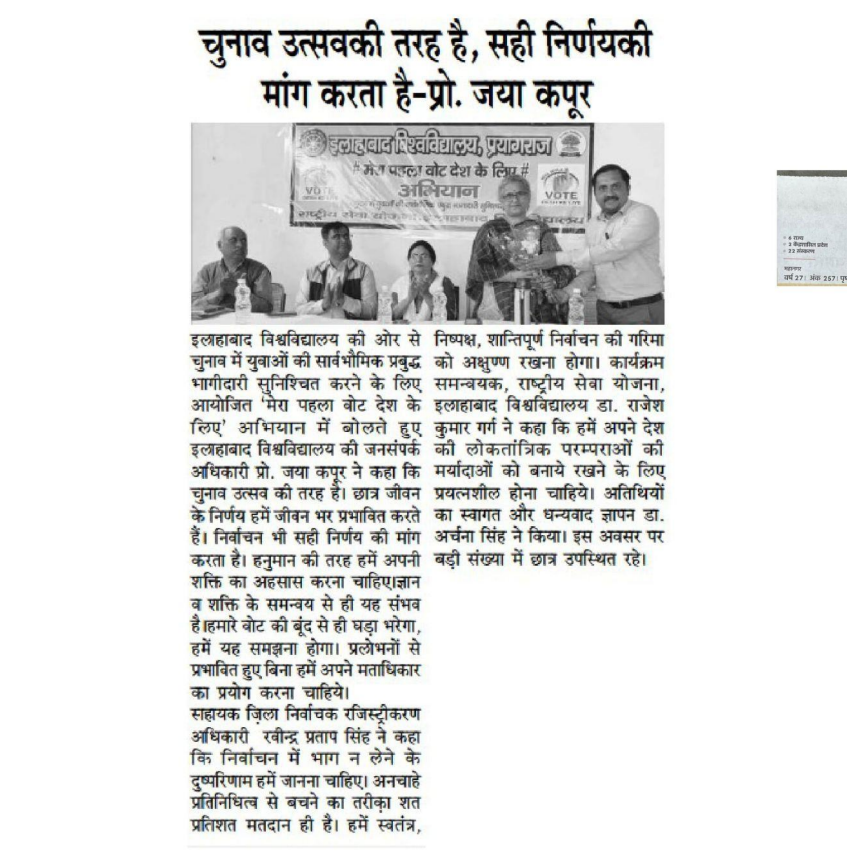 चुनाव उत्सवकी तरह है, सही निर्णयकी
मांग करता है-प्रो. जया कपूर
इलाहाबाद विश्वविद्यालय, प्रयागराज
# मेरा पहला वोट देश के लिए #
अभियान
VOTE
VOTE
राष्ट्रीय सेवा
इलाहाबाद विश्वविद्यालय की ओर से
चुनाव में युवाओं की सार्वभौमिक प्रबुद्ध
भागीदारी सुनिश्चित करने के लिए
आयोजित 'मेरा पहला वोट देश के
लिए' अभियान में बोलते हुए
इलाहाबाद विश्वविद्यालय की जनसंपर्क
अधिकारी प्रो. जया कपूर ने कहा कि
चुनाव उत्सव की तरह है। छात्र जीवन
के निर्णय हमें जीवन भर प्रभावित करते
हैं। निर्वाचन भी सही निर्णय की मांग
करता है। हनुमान की तरह हमें अपनी
शक्ति का अहसास करना चाहिए।ज्ञान
व शक्ति के समन्वय से ही यह संभव
है।हमारे वोट की बूंद से ही घड़ा भरेगा,
हमें यह समझना होगा। प्रलोभनों से
प्रभावित हुए बिना हमें अपने मताधिकार
का प्रयोग करना चाहिये।
सहायक ज़िला निर्वाचक रजिस्ट्रीकरण
अधिकारी रवीन्द्र प्रताप सिंह ने कहा
कि निर्वाचन में भाग न लेने के
दुष्परिणाम हमें जानना चाहिए। अनचाहे
प्रतिनिधित्व से बचने का तरीक़ा शत
प्रतिशत मतदान ही है। हमें स्वतंत्र,
निष्पक्ष, शान्तिपूर्ण निर्वाचन की गरिमा
को अक्षुण्ण रखना होगा। कार्यक्रम
समन्वयक, राष्ट्रीय सेवा योजना,
इलाहाबाद विश्वविद्यालय डा. राजेश
कुमार गर्ग ने कहा कि हमें अपने देश
की लोकतांत्रिक परम्पराओं की
मर्यादाओं को बनाये रखने के लिए
प्रयत्नशील होना चाहिये। अतिथियों
का स्वागत और धन्यवाद ज्ञापन डा.
अर्चना सिंह ने किया। इस अवसर पर
बड़ी संख्या में छात्र उपस्थित रहे।
महानगर
वर्ष 27। अंक 257।